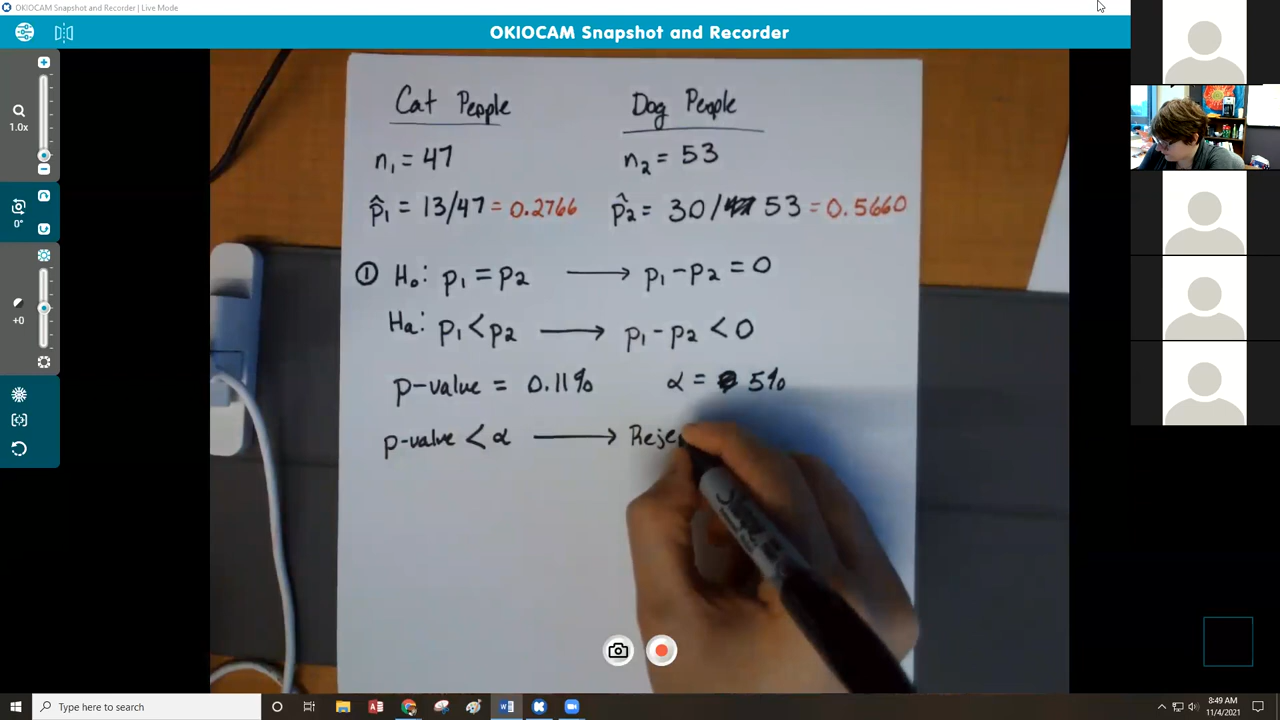 OKIOCAM Snapshot and Recorder | Live Mode
OKIOCAM Snapshot and Recorder
1.0x
0°
+0
Cat People
Dog People
n₁ = 47
n₂ = 53
p̂₁ = 13/47 = 0.2766
p̂₂ = 30/53 = 0.5660
① H₀: p₁ = p₂ → p₁ - p₂ = 0
Ha: p₁ < p₂ → p₁ - p₂ < 0
p-value = 0.11% α = 5%
p-value < α → Reje
Type here to search
8:49 AM
11/4/2021